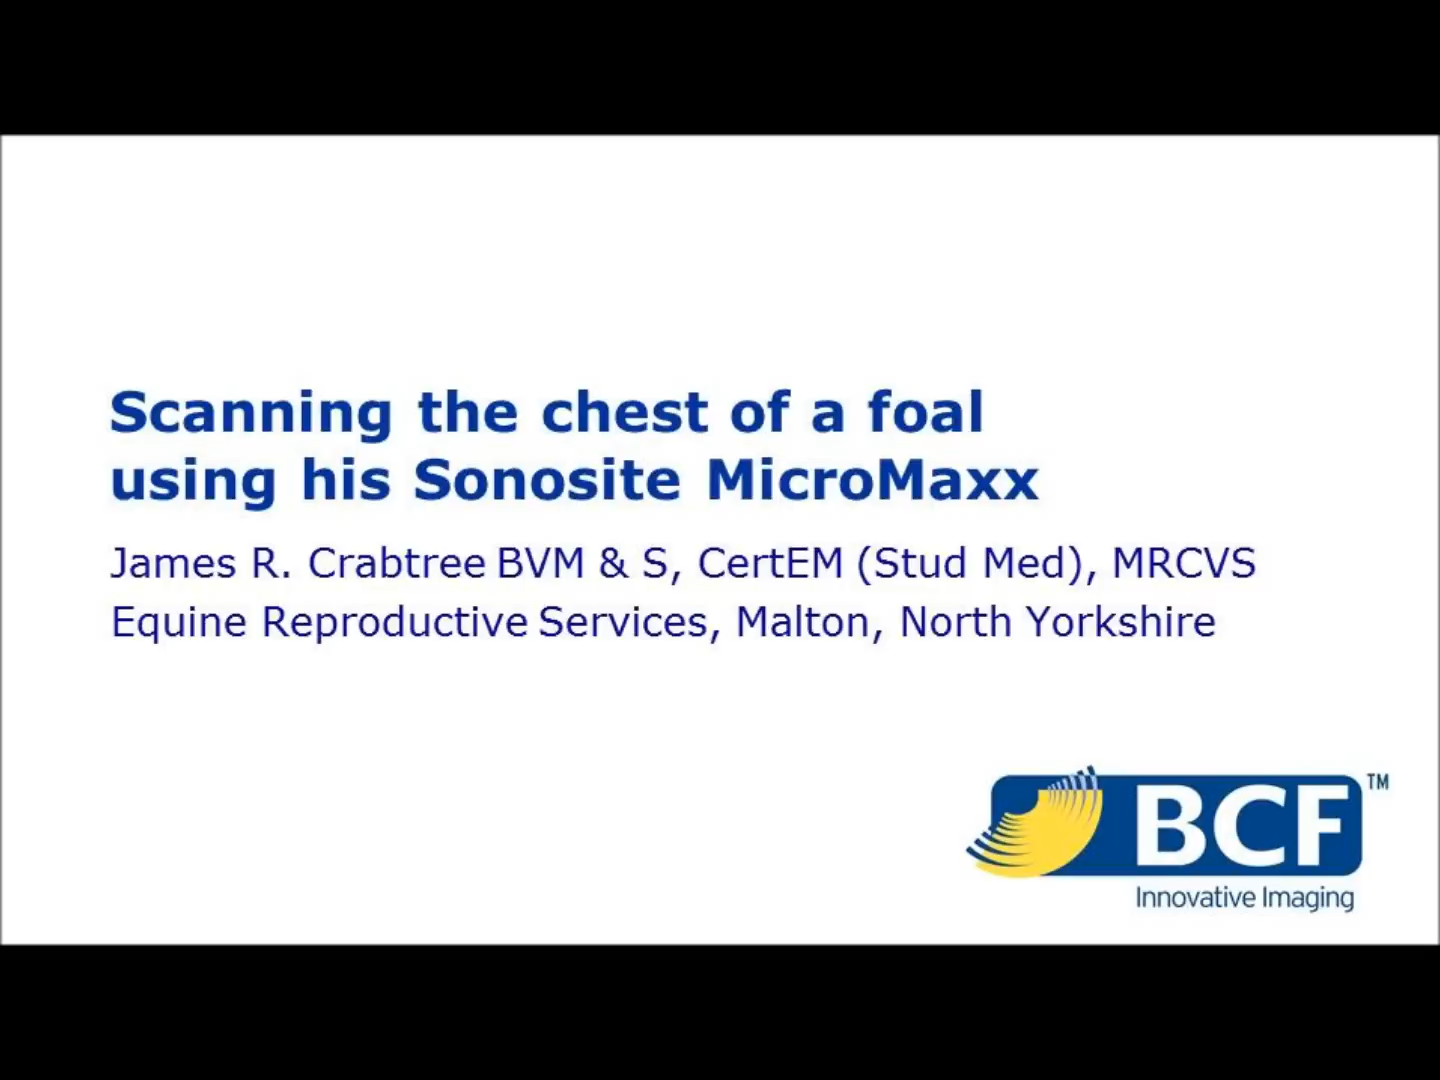 Scanning the chest of a foal
using his Sonosite MicroMaxx
James R. Crabtree BVM & S, CertEM (Stud Med), MRCVS
Equine Reproductive Services, Malton, North Yorkshire
BCF™
Innovative Imaging